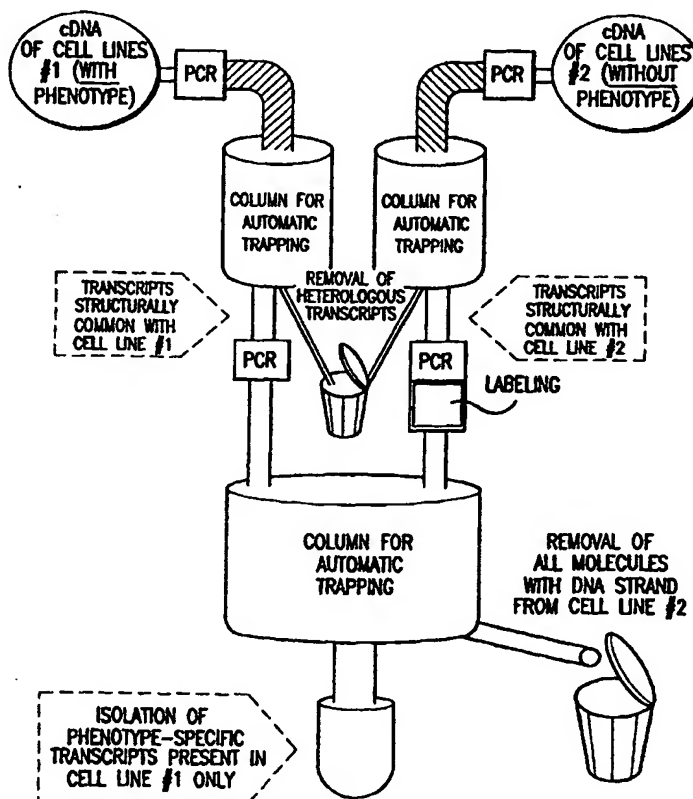 cDNA
OF CELL LINES
#1 (WITH
PHENOTYPE)
PCR
PCR
cDNA
OF CELL LINES
#2 (WITHOUT
PHENOTYPE)
COLUMN FOR
AUTOMATIC
TRAPPING
COLUMN FOR
AUTOMATIC
TRAPPING
REMOVAL OF
HETEROLOGOUS
TRANSCRIPTS
TRANSCRIPTS
STRUCTURALLY
COMMON WITH
CELL LINE #1
TRANSCRIPTS
STRUCTURALLY
COMMON WITH
CELL LINE #2
PCR
PCR
LABELING
COLUMN FOR
AUTOMATIC
TRAPPING
REMOVAL OF
ALL MOLECULES
WITH DNA STRAND
FROM CELL LINE #2
ISOLATION OF
PHENOTYPE-SPECIFIC
TRANSCRIPTS PRESENT IN
CELL LINE #1 ONLY